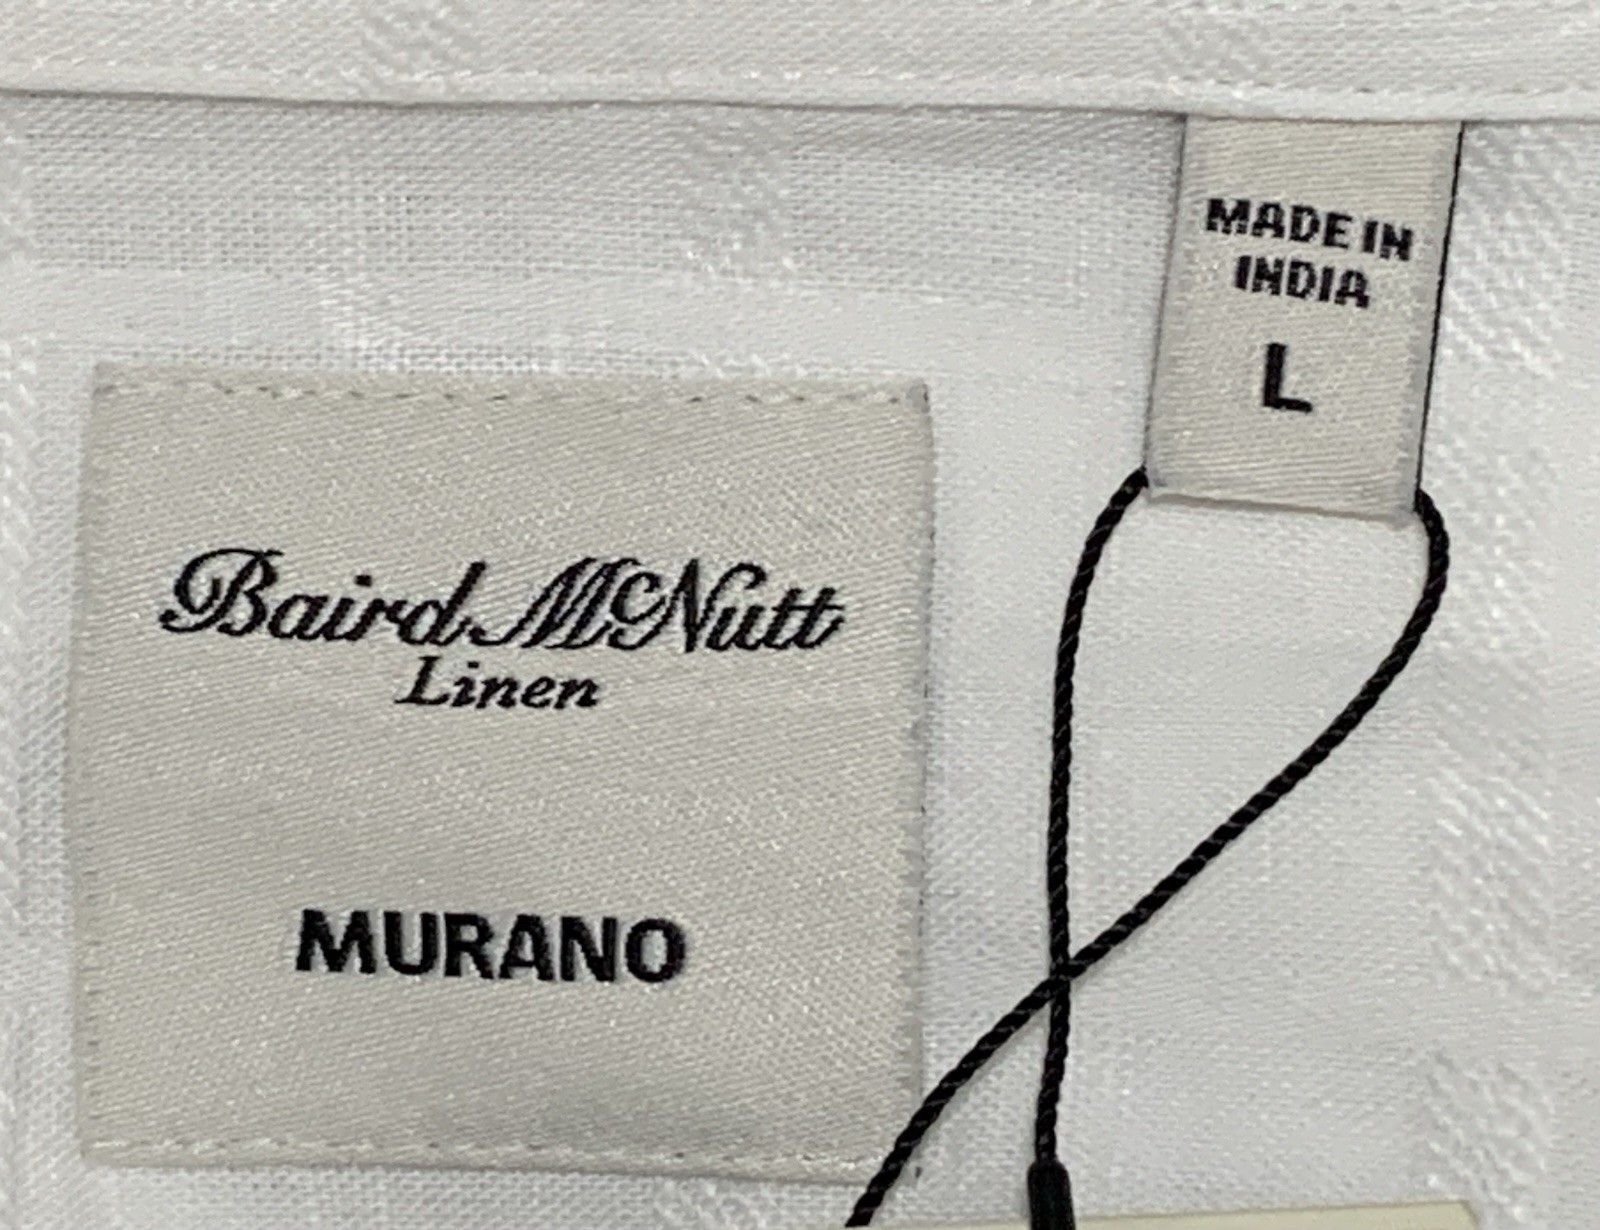 MADE IN
INDIA
L
Baird McNutt
Linen
MURANO